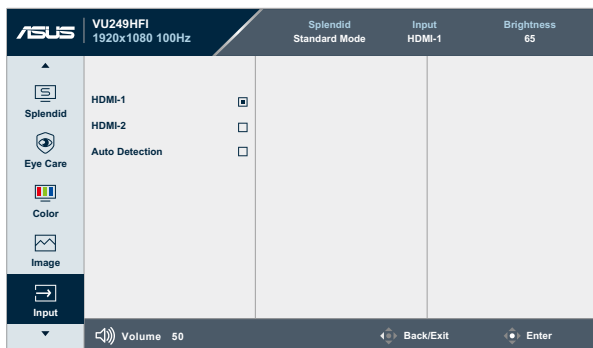 ASUS
VU249HFI
1920x1080 100Hz
Splendid
Standard Mode
Input
HDMI-1
Brightness
65
Splendid
Eye Care
Color
Image
Input
HDMI-1
HDMI-2
Auto Detection
Volume 50
Back/Exit
Enter